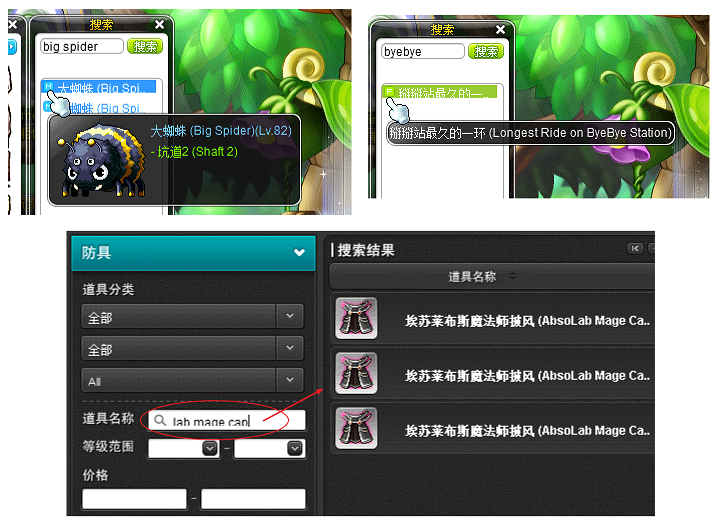 搜索
big spider 搜索
大蜘蛛 (Big Spi..
大蜘蛛 (Big Spi..
大蜘蛛 (Big Spider)(Lv.82)
- 坑道2 (Shaft 2)
搜索
byebye 搜索
掰掰站最久的一..
掰掰站最久的一环 (Longest Ride on ByeBye Station)
防具
道具分类
全部
全部
All
道具名称 lab mage cap
等级范围 –
价格
–
搜索结果
道具名称
埃苏莱布斯魔法师披风 (AbsoLab Mage Ca..
埃苏莱布斯魔法师披风 (AbsoLab Mage Ca..
埃苏莱布斯魔法师披风 (AbsoLab Mage Ca..